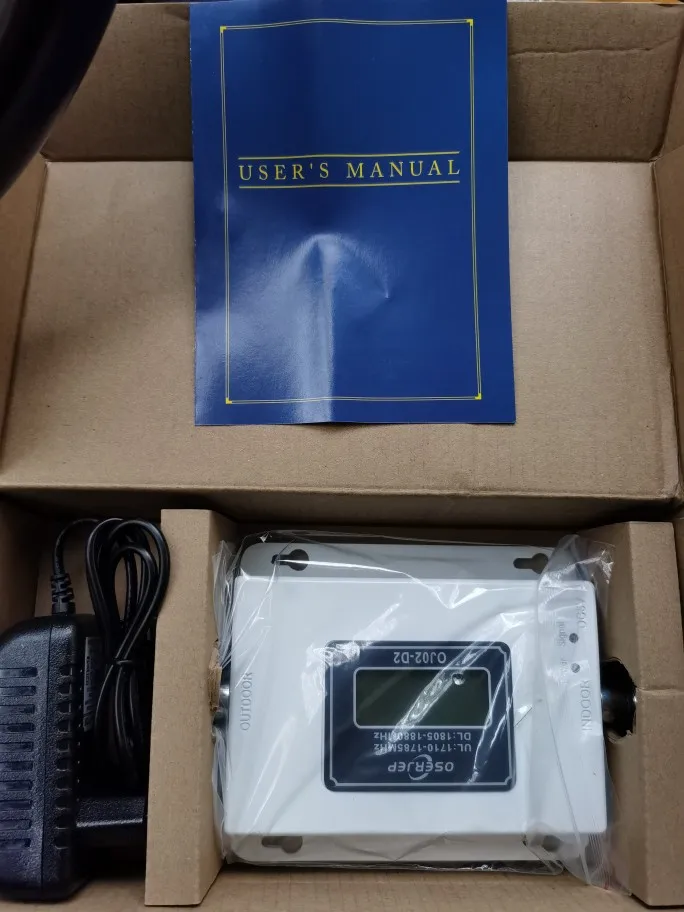 USER'S MANUAL
OSERJEP
UL:1710-1785MHz
DL:1805-1880MHz
OJ02-D2
OUTDOOR
INDOOR